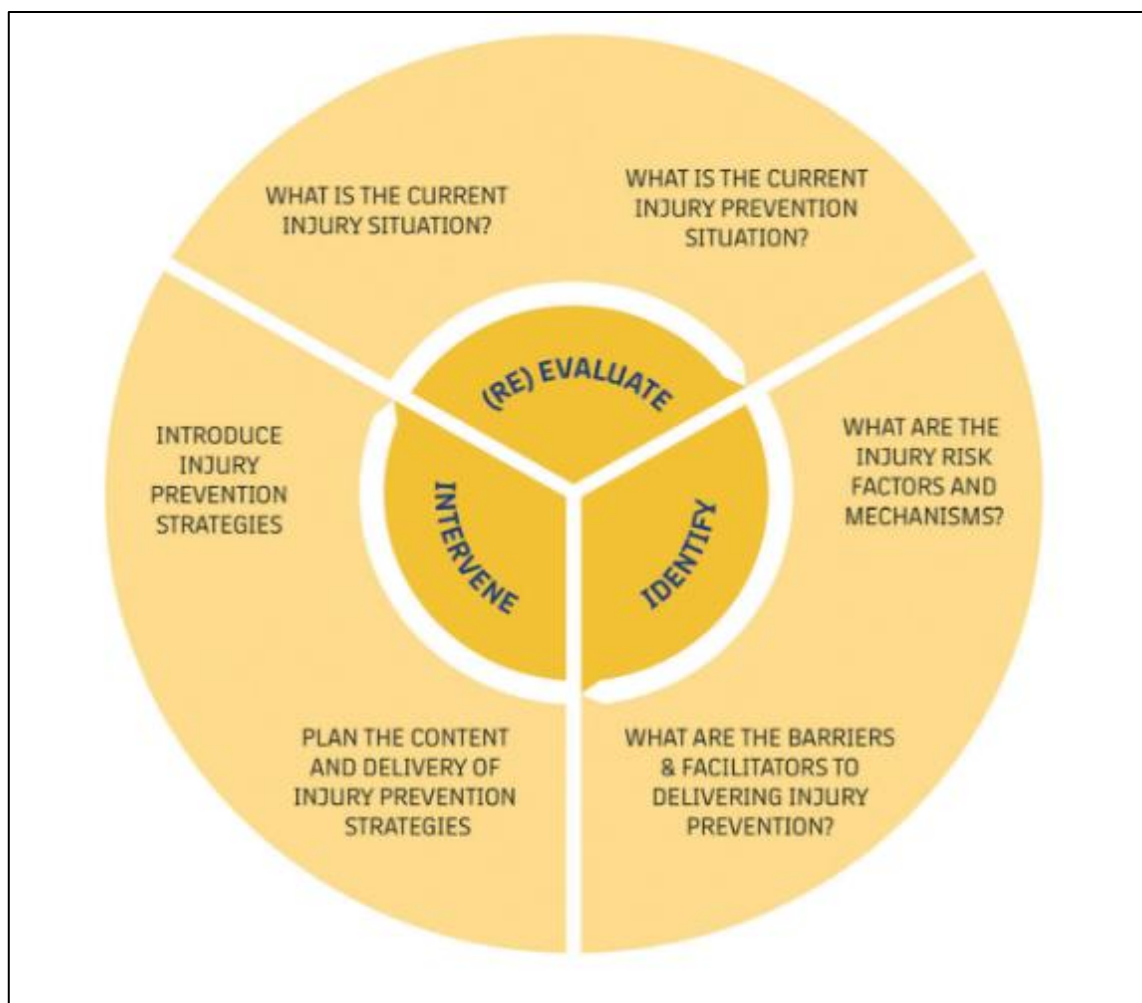 WHAT IS THE CURRENT
INJURY SITUATION?
WHAT IS THE CURRENT
INJURY PREVENTION
SITUATION?
(RE) EVALUATE
INTRODUCE
INJURY
PREVENTION
STRATEGIES
INTERVENE
IDENTIFY
WHAT ARE THE
INJURY RISK
FACTORS AND
MECHANISMS?
PLAN THE CONTENT
AND DELIVERY OF
INJURY PREVENTION
STRATEGIES
WHAT ARE THE BARRIERS
& FACILITATORS TO
DELIVERING INJURY
PREVENTION?